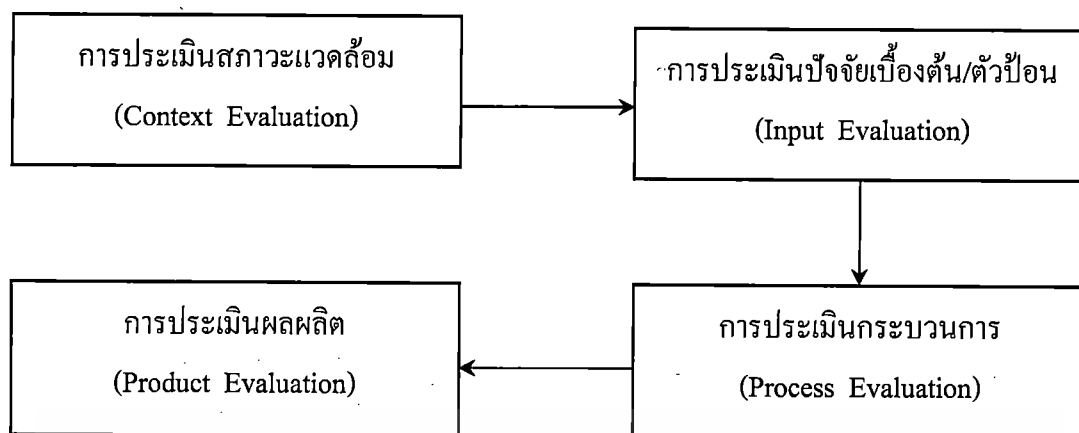 การประเมินสภาวะแวดล้อม
(Context Evaluation)
การประเมินปัจจัยเบื้องต้น/ตัวป้อน
(Input Evaluation)
การประเมินผลผลิต
(Product Evaluation)
การประเมินกระบวนการ
(Process Evaluation)